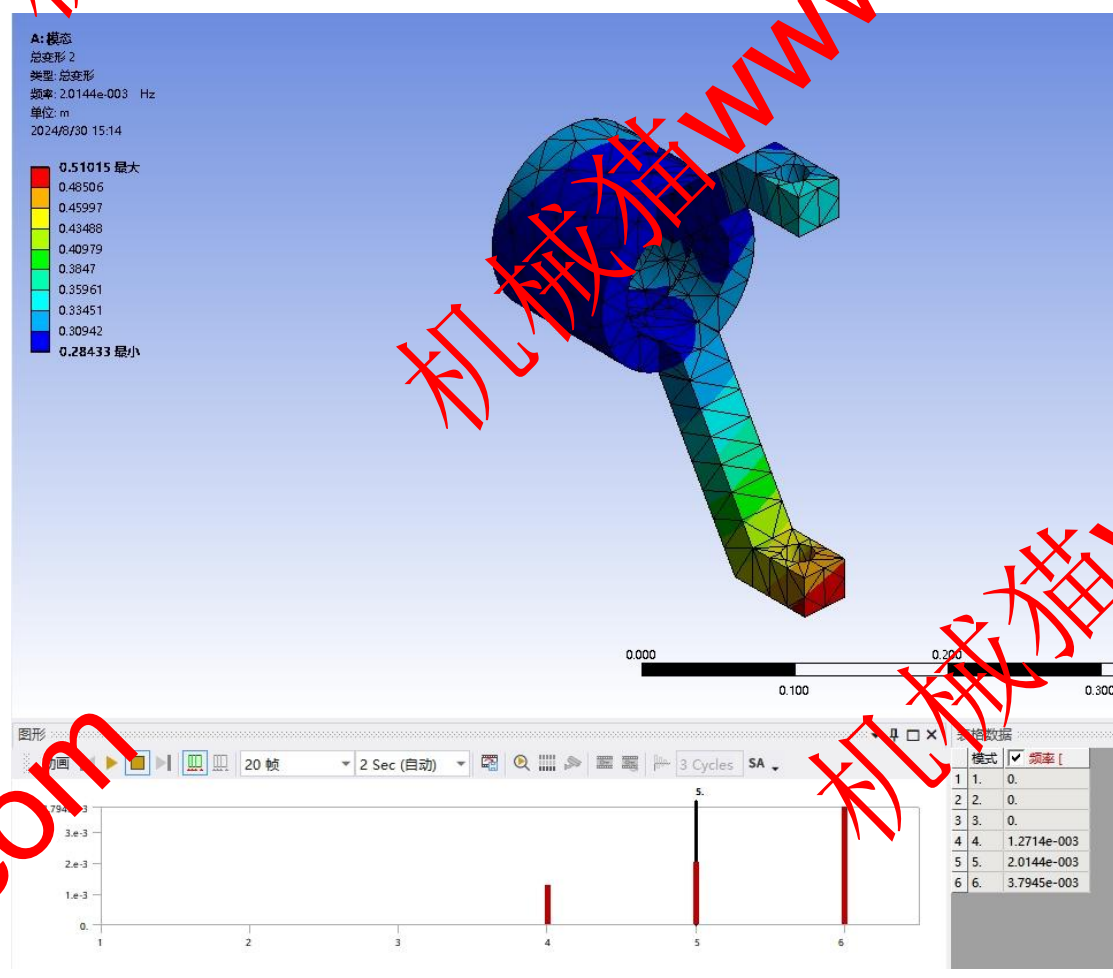 A: 模态
总变形 2
类型: 总变形
频率: 2.0144e-003 Hz
单位: m
2024/8/30 15:14
0.51015 最大
0.48506
0.45997
0.43488
0.40979
0.3847
0.35961
0.33451
0.30942
0.28433 最小
机械猫www
机械猫w
机械猫
com
0.000
0.200
0.100
0.300
图形
动画
20 帧
2 Sec (自动)
3 Cycles
SA
5.
3.e-3
2.e-3
1.e-3
0.
1 2 3 4 5 6
表格数据
模式 频率 [
1 1. 0.
2 2. 0.
3 3. 0.
4 4. 1.2714e-003
5 5. 2.0144e-003
6 6. 3.7945e-003